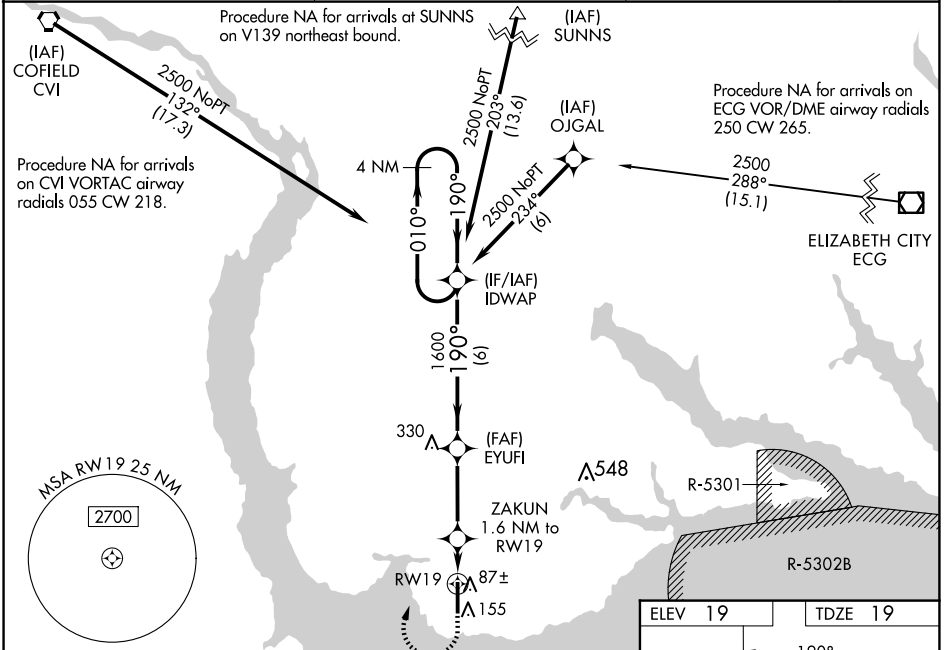 Procedure NA for arrivals at SUNNS
on V139 northeast bound.
(IAF)
SUNNS
(IAF)
COFIELD
CVI
2500 NoPT
132°
(17.3)
2500 NoPT
203°
(13.6)
(IAF)
OJGAL
Procedure NA for arrivals on
ECG VOR/DME airway radials
250 CW 265.
Procedure NA for arrivals
on CVI VORTAC airway
radials 055 CW 218.
4 NM
010°
190°
2500 NoPT
234°
(6)
2500
288°
(15.1)
ELIZABETH CITY
ECG
(IF/IAF)
IDWAP
1600
190°
(6)
330
(FAF)
EYUFI
548
R-5301
MSA RW19 25 NM
2700
ZAKUN
1.6 NM to
RW19
R-5302B
RW19
87±
155
ELEV 19
TDZE 19